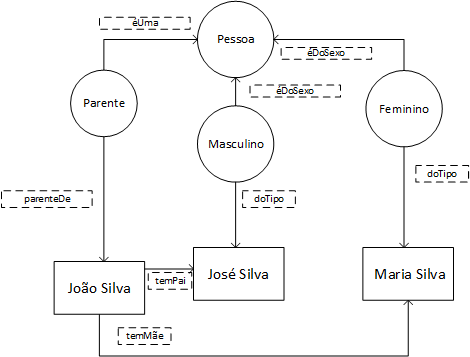 éUma
Pessoa
éDoSexo
éDoSexo
Parente
Feminino
Masculino
doTipo
parenteDe
doTipo
João Silva
temPai
José Silva
Maria Silva
temMãe